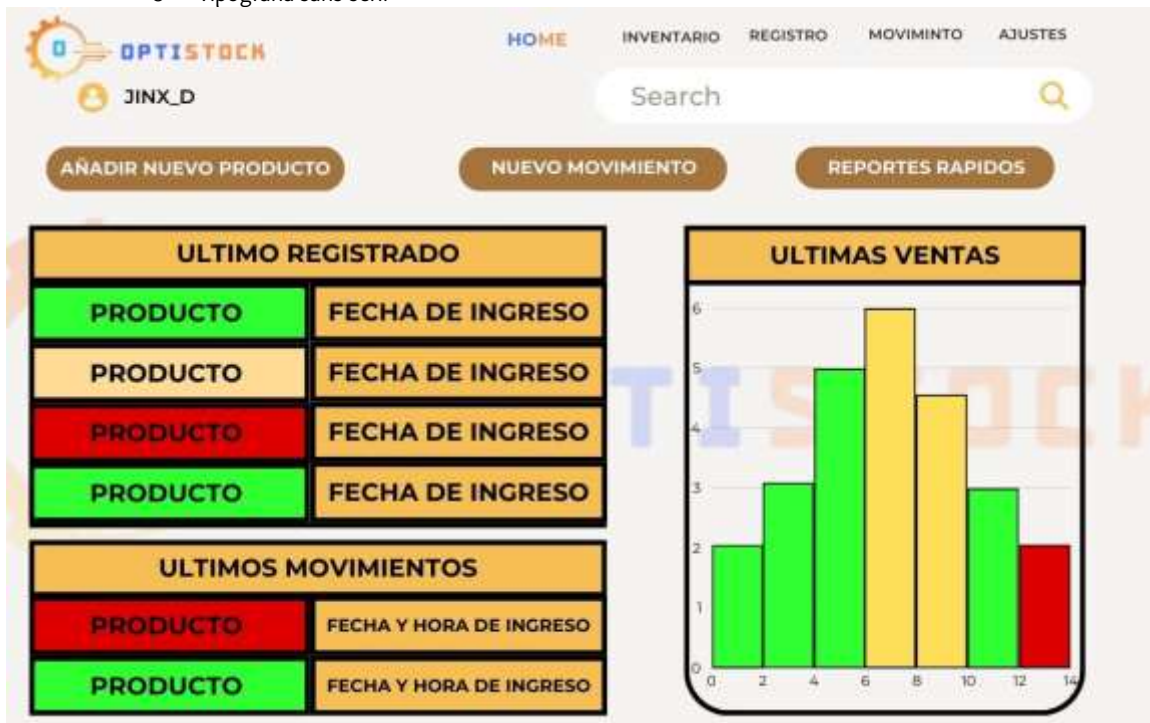 Tipografía sans serif
OPTISTOCK
HOME INVENTARIO REGISTRO MOVIMINTO AJUSTES
JINX_D
Search
AÑADIR NUEVO PRODUCTO NUEVO MOVIMIENTO REPORTES RAPIDOS
ULTIMO REGISTRADO
PRODUCTO FECHA DE INGRESO
PRODUCTO FECHA DE INGRESO
PRODUCTO FECHA DE INGRESO
PRODUCTO FECHA DE INGRESO
ULTIMOS MOVIMIENTOS
PRODUCTO FECHA Y HORA DE INGRESO
PRODUCTO FECHA Y HORA DE INGRESO
ULTIMAS VENTAS
6
5
4
3
2
1
0
0 2 4 6 8 10 12 14